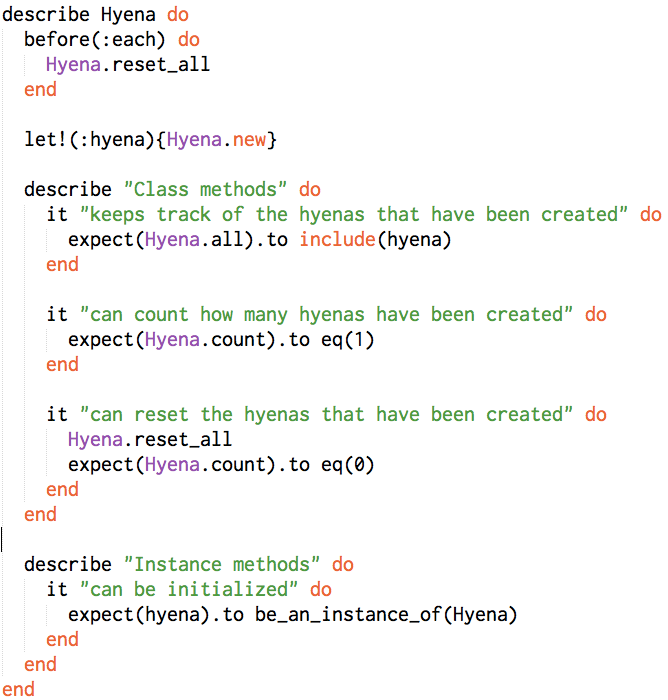 describe Hyena do
  before(:each) do
    Hyena.reset_all
  end

  let!(:hyena){Hyena.new}

  describe "Class methods" do
    it "keeps track of the hyenas that have been created" do
      expect(Hyena.all).to include(hyena)
    end

    it "can count how many hyenas have been created" do
      expect(Hyena.count).to eq(1)
    end

    it "can reset the hyenas that have been created" do
      Hyena.reset_all
      expect(Hyena.count).to eq(0)
    end
  end

  describe "Instance methods" do
    it "can be initialized" do
      expect(hyena).to be_an_instance_of(Hyena)
    end
  end
end